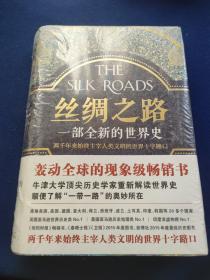 THE
SILK ROADS
丝绸之路
一部全新的世界史
两千年来始终主宰人类文明的世界十字路口
轰动全球的现象级畅销书
牛津大学顶尖历史学家重新解读世界史
顺便了解“一带一路”的奥妙所在
两千年来始终主宰人类文明的世界十字路口